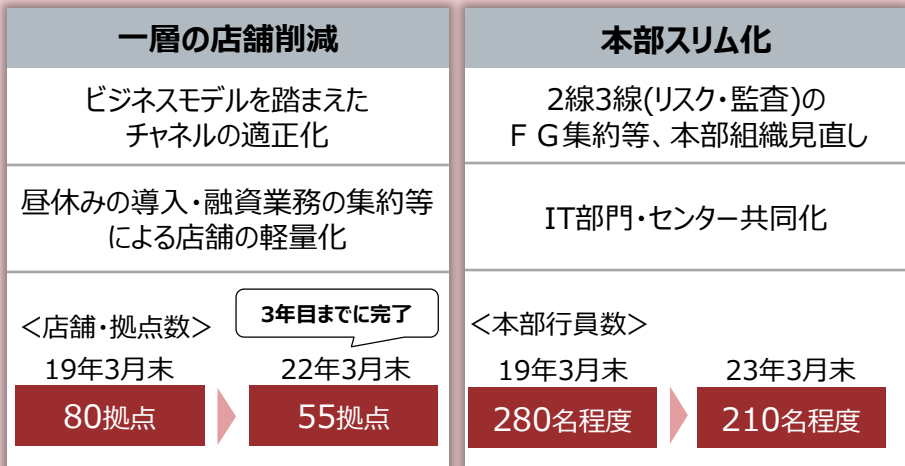 一層の店舗削減
ビジネスモデルを踏まえた
チャネルの適正化
昼休みの導入・融資業務の集約等
による店舗の軽量化
<店舗・拠点数>
3年目までに完了
19年3月末
22年3月末
80拠点
55拠点
本部スリム化
2線3線(リスク・監査)の
ＦＧ集約等、本部組織見直し
IT部門・センター共同化
<本部行員数>
19年3月末
23年3月末
280名程度
210名程度